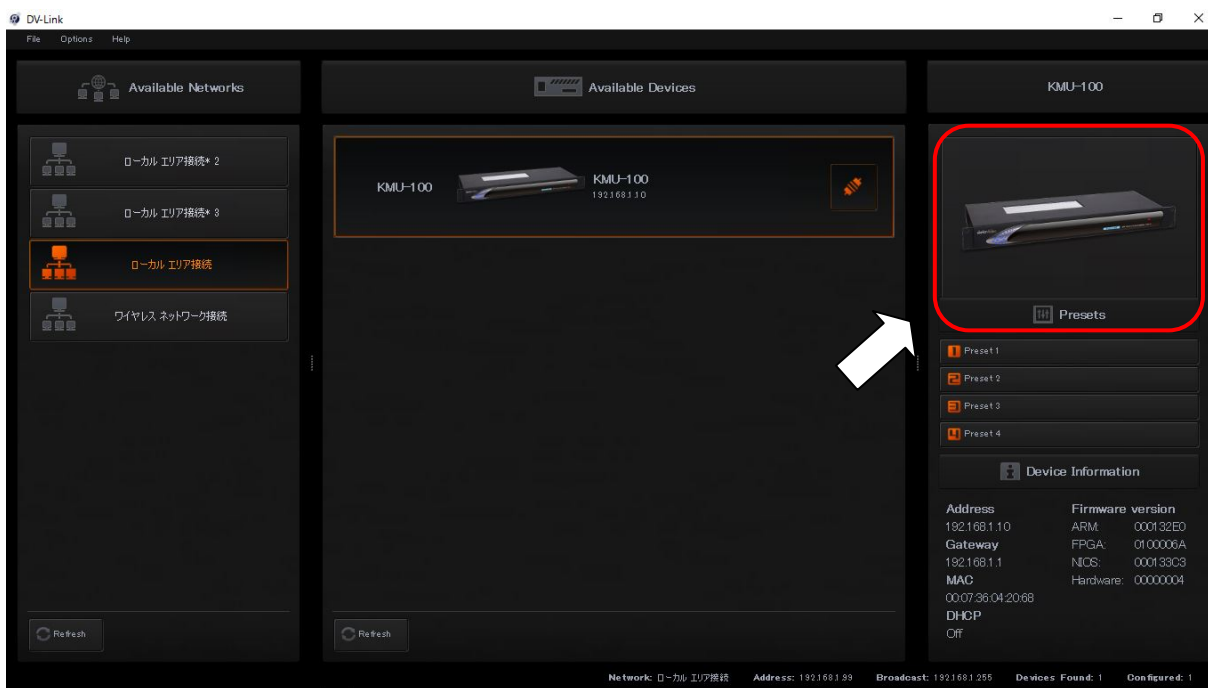 DV-Link
File Options Help
Available Networks
Available Devices
KMU-100
ローカル エリア接続* 2
ローカル エリア接続* 3
ローカル エリア接続
ワイヤレス ネットワーク接続
KMU-100
KMU-100
192.168.1.10
Presets
1 Preset 1
2 Preset 2
3 Preset 3
4 Preset 4
Device Information
Address
192.168.1.10
Gateway
192.168.1.1
MAC
00:07:36:04:20:68
DHCP
Off
Firmware version
ARM: 000132E0
FPGA: 0100006A
NIOS: 000133C3
Hardware: 00000004
Refresh
Refresh
Network: ローカル エリア接続 Address: 192.168.1.99 Broadcast: 192.168.1.255 Devices Found: 1 Configured: 1